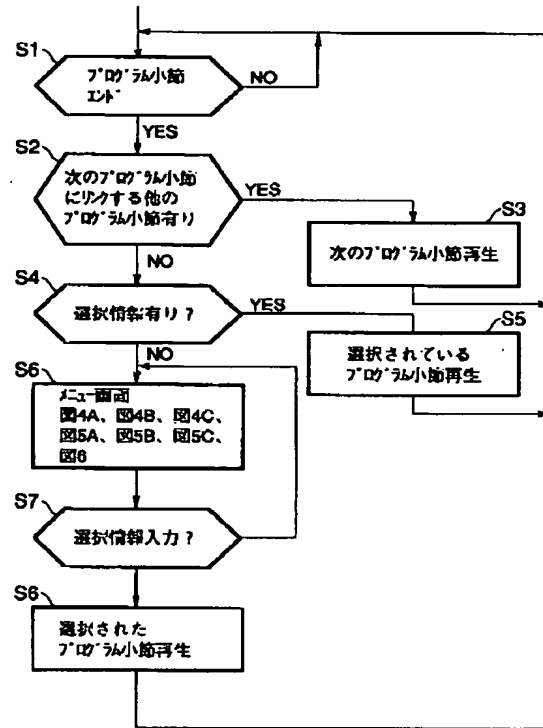 S1
プログラム小節
エンド
NO
YES
S2
次のプログラム小節
にリンクする他の
プログラム小節有り
YES
S3
次のプログラム小節再生
NO
S4
選択情報有り?
YES
S5
選択されている
プログラム小節再生
NO
S6
メニュー画面
図4A、図4B、図4C、
図5A、図5B、図5C、
図6
S7
選択情報入力?
S6
選択された
プログラム小節再生